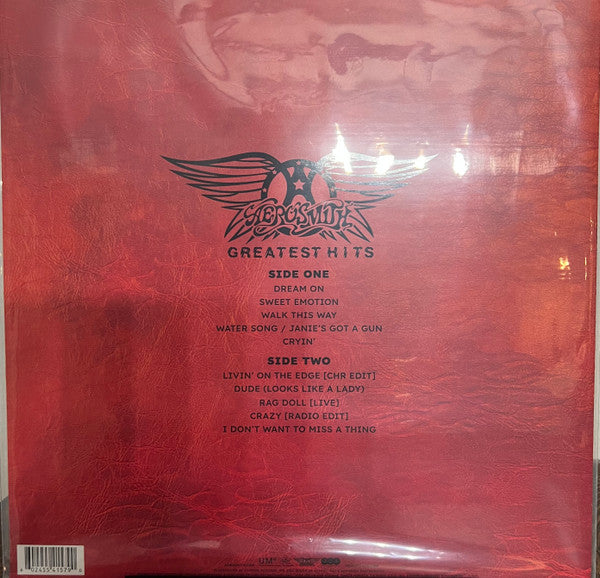 AEROSMITH
GREATEST HITS
SIDE ONE
DREAM ON
SWEET EMOTION
WALK THIS WAY
WATER SONG / JANIE'S GOT A GUN
CRYIN'
SIDE TWO
LIVIN' ON THE EDGE [CHR EDIT]
DUDE (LOOKS LIKE A LADY)
RAG DOLL [LIVE]
CRAZY [RADIO EDIT]
I DON'T WANT TO MISS A THING